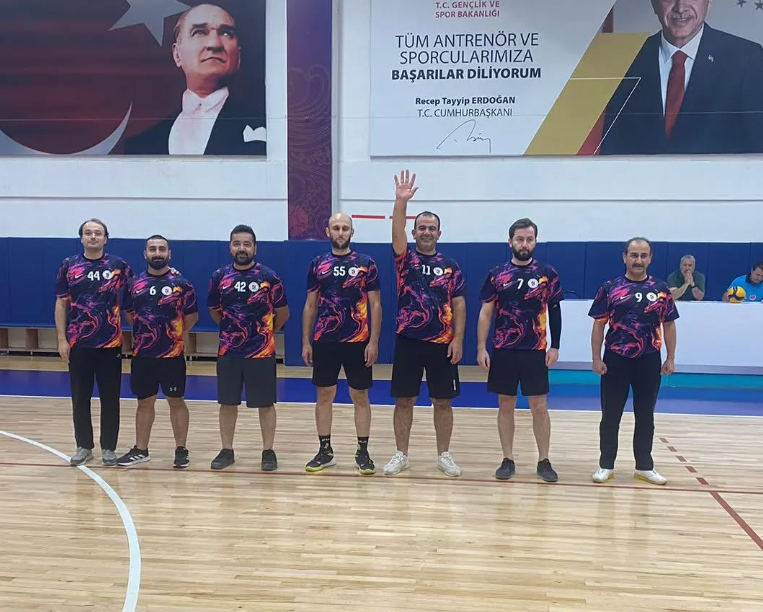 T.C. GENÇLİK VE
SPOR BAKANLIĞI
TÜM ANTRENÖR VE
SPORCULARIMIZA
BAŞARILAR DİLİYORUM
Recep Tayyip ERDOĞAN
T.C. CUMHURBAŞKANI
44
6
42
55
11
7
9